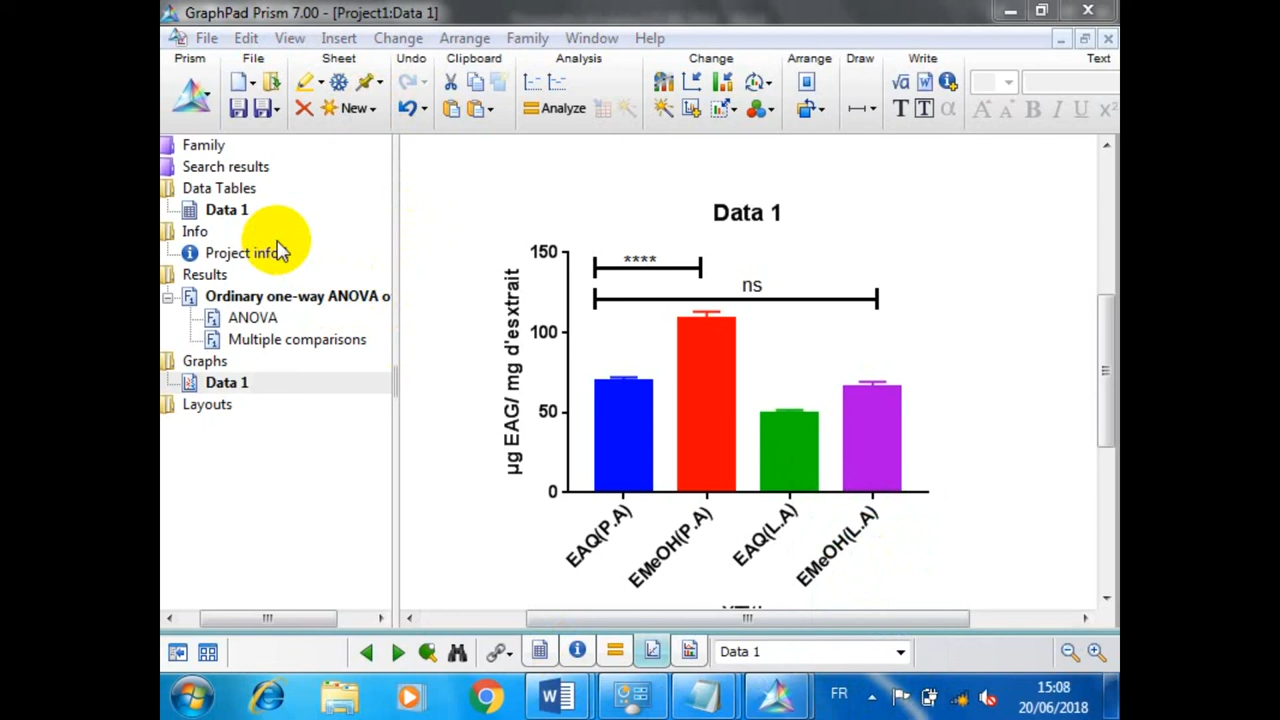 GraphPad Prism 7.00 - [Project1:Data 1]
File Edit View Insert Change Arrange Family Window Help
Prism File Sheet Undo Clipboard Analysis Change Arrange Draw Write Text
New
Analyze
T T α A A B I U X²
Family
Search results
Data Tables
Data 1
Info
Project info
Results
Ordinary one-way ANOVA o
ANOVA
Multiple comparisons
Graphs
Data 1
Layouts
Data 1
150
100
50
0
µg EAG/ mg d'esxtrait
****
ns
EAQ(P.A)
EMeOH(P.A)
EAQ(L.A)
EMeOH(L.A)
Data 1
FR
15:08
20/06/2018